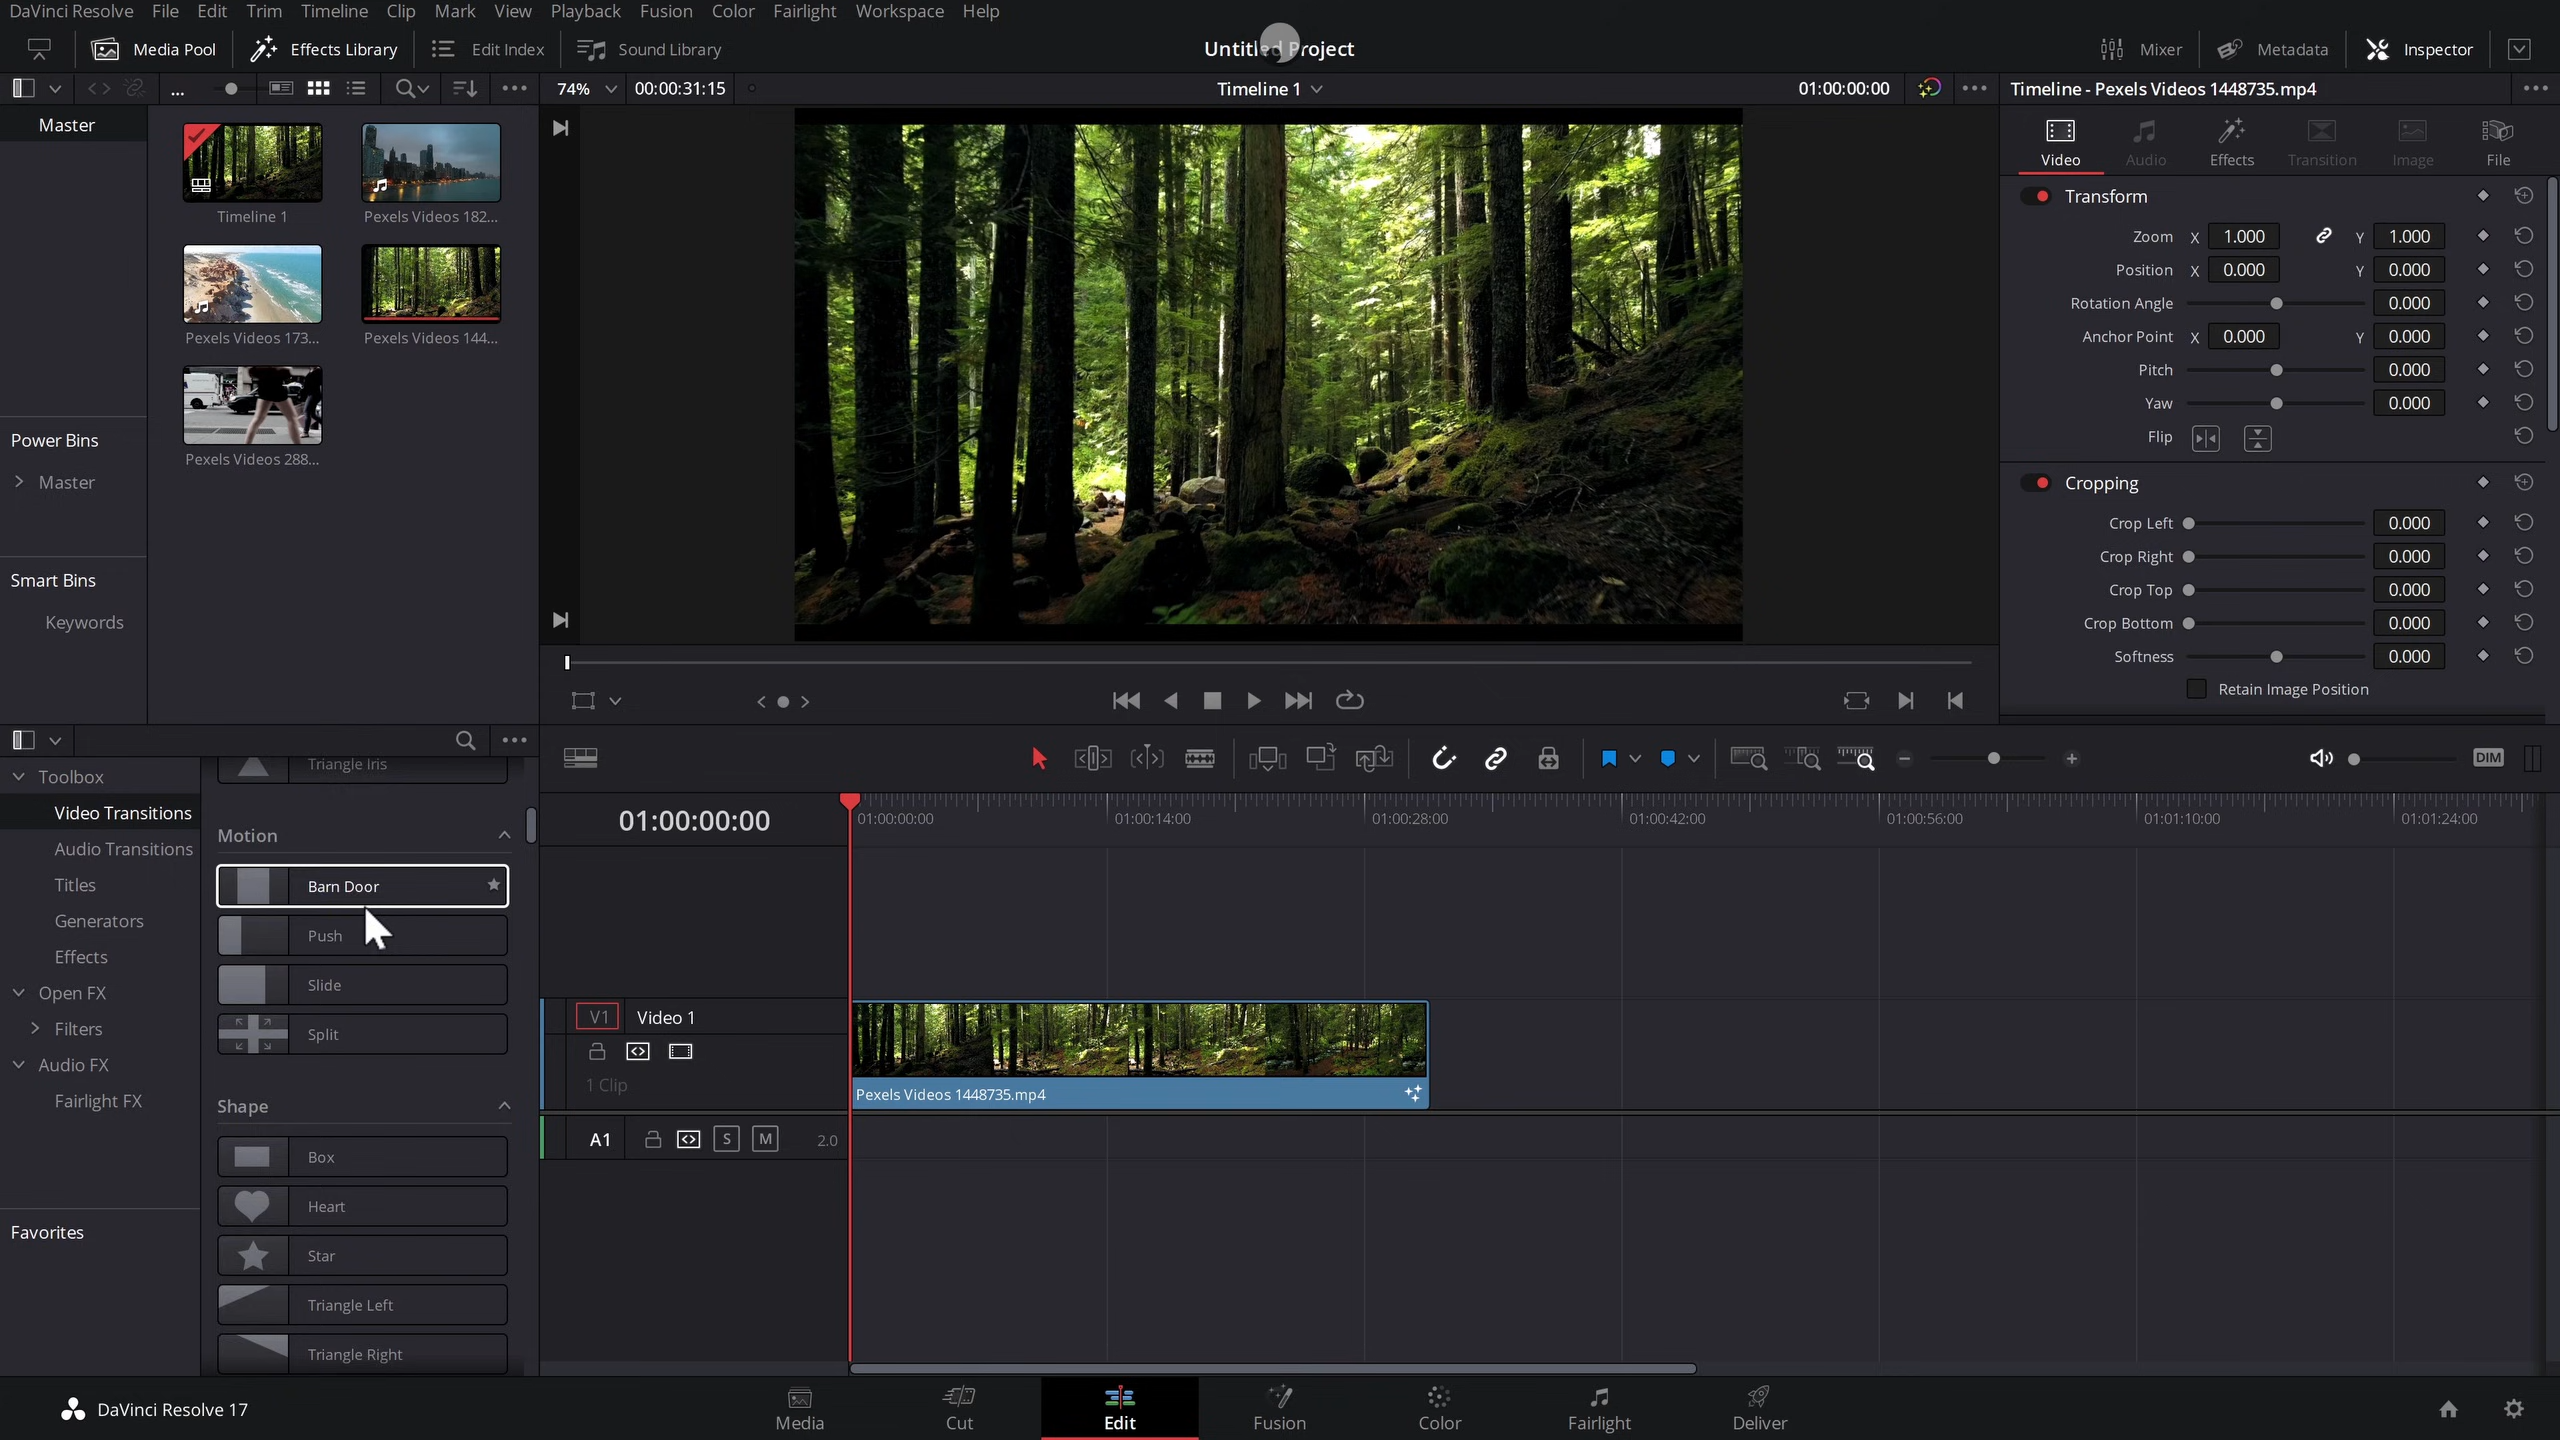 DaVinci Resolve File Edit Trim Timeline Clip Mark View Playback Fusion Color Fairlight Workspace Help
Media Pool Effects Library Edit Index Sound Library Untitled Project Mixer Metadata Inspector
... 74% 00:00:31:15 Timeline 1 01:00:00:00 Timeline - Pexels Videos 1448735.mp4
Master
Timeline 1
Pexels Videos 182...
Pexels Videos 173...
Pexels Videos 144...
Pexels Videos 288...
Power Bins
Master
Smart Bins
Keywords
Video Audio Effects Transition Image File
Transform
Zoom X 1.000 Y 1.000
Position X 0.000 Y 0.000
Rotation Angle 0.000
Anchor Point X 0.000 Y 0.000
Pitch 0.000
Yaw 0.000
Flip
Cropping
Crop Left 0.000
Crop Right 0.000
Crop Top 0.000
Crop Bottom 0.000
Softness 0.000
Retain Image Position
Toolbox
Video Transitions
Audio Transitions
Titles
Generators
Effects
Open FX
Filters
Audio FX
Fairlight FX
Favorites
Triangle Iris
Motion
Barn Door
Push
Slide
Split
Shape
Box
Heart
Star
Triangle Left
Triangle Right
DIM
01:00:00:00
01:00:00:00 01:00:14:00 01:00:28:00 01:00:42:00 01:00:56:00 01:01:10:00 01:01:24:00
V1 Video 1
1 Clip
Pexels Videos 1448735.mp4
A1 S M 2.0
DaVinci Resolve 17
Media Cut Edit Fusion Color Fairlight Deliver